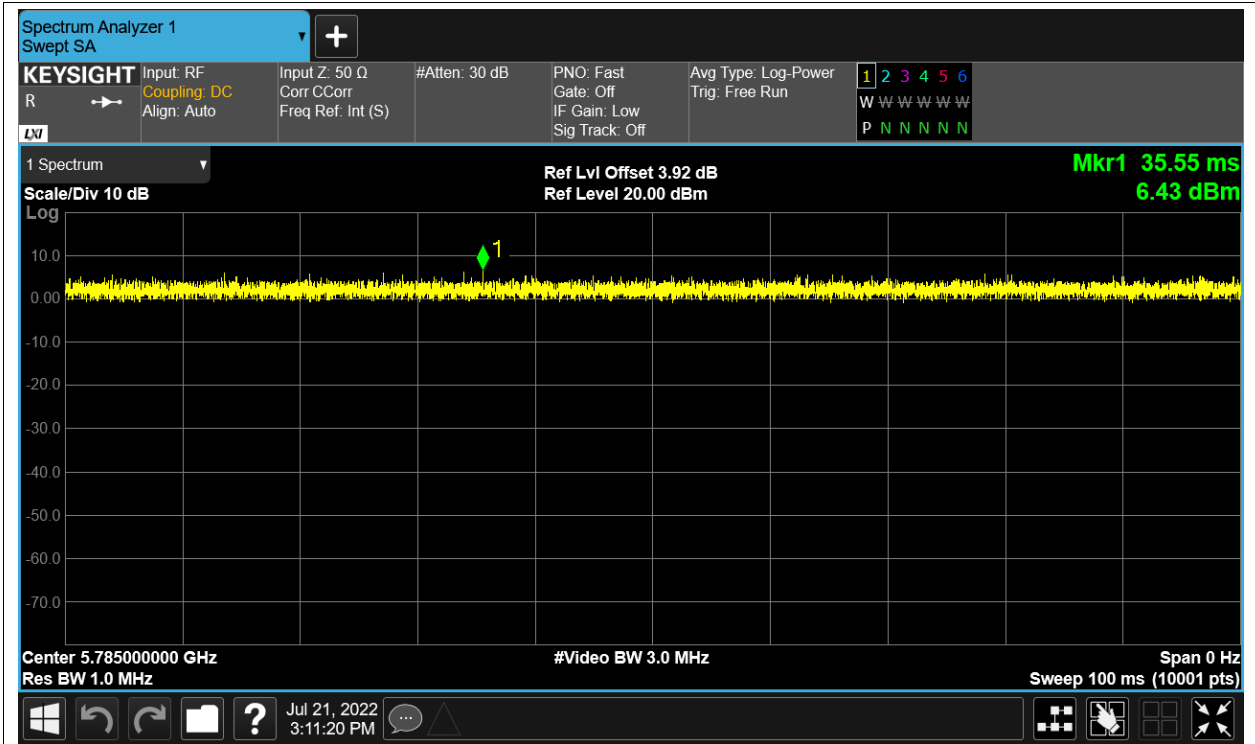 Spectrum Analyzer 1
Swept SA
+
KEYSIGHT
R
LXI
Input: RF
Coupling: DC
Align: Auto
Input Z: 50 Ω
Corr CCorr
Freq Ref: Int (S)
#Atten: 30 dB
PNO: Fast
Gate: Off
IF Gain: Low
Sig Track: Off
Avg Type: Log-Power
Trig: Free Run
1 2 3 4 5 6
W W W W W W
P N N N N N
1 Spectrum
Scale/Div 10 dB
Ref Lvl Offset 3.92 dB
Ref Level 20.00 dBm
Mkr1 35.55 ms
6.43 dBm
Log
1
10.0
0.00
-10.0
-20.0
-30.0
-40.0
-50.0
-60.0
-70.0
Center 5.785000000 GHz
Res BW 1.0 MHz
#Video BW 3.0 MHz
Span 0 Hz
Sweep 100 ms (10001 pts)
?
Jul 21, 2022
3:11:20 PM